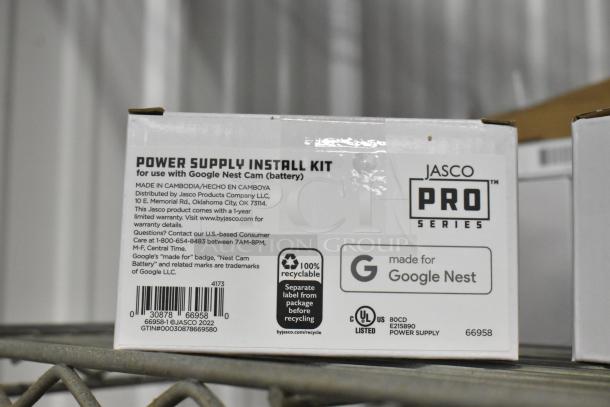 POWER SUPPLY INSTALL KIT
for use with Google Nest Cam (battery)
MADE IN CAMBODIA/HECHO EN CAMBOYA
Distributed by Jasco Products Company LLC,
10 E. Memorial Rd., Oklahoma City, OK 73114.
This Jasco product comes with a 1-year
limited warranty. Visit www.byjasco.com for
warranty details.
Questions? Contact our U.S.-based Consumer
Care at 1-800-654-8483 between 7AM-8PM,
M-F, Central Time.
Google's "made for" badge, "Nest Cam
Battery" and related marks are trademarks
of Google LLC.
4173
0 30878 66958 0
66958-1 ©JASCO 2022
GTIN#00030878669580
100%
recyclable
Separate
label from
package
before
recycling
byjasco.com/recycle
JASCO
PRO™
SERIES
G made for
Google Nest
C UL US
LISTED
80CD
E215890
POWER SUPPLY
66958